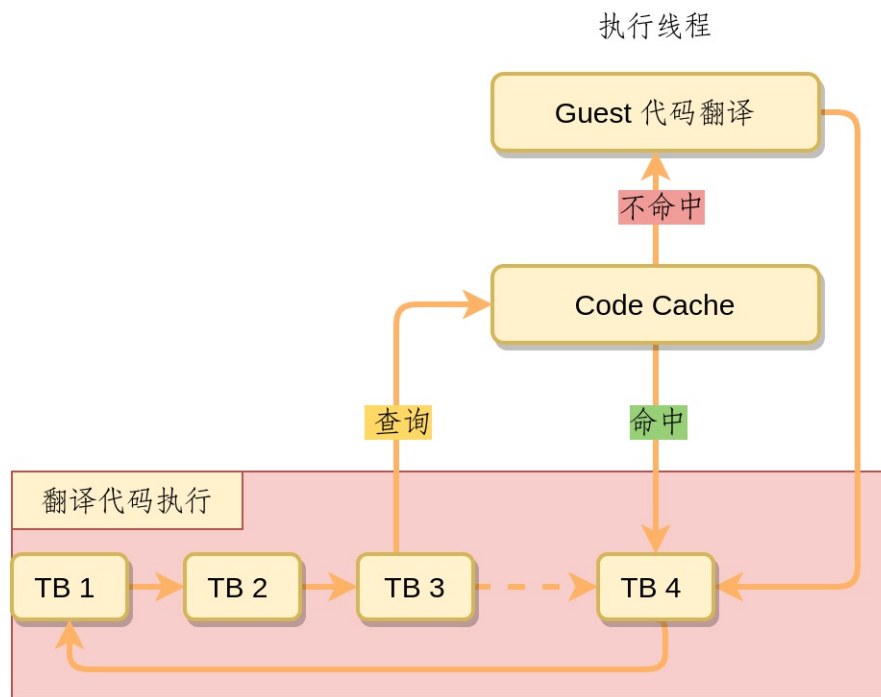 执行线程
Guest 代码翻译
不命中
Code Cache
查询
命中
翻译代码执行
TB 1
TB 2
TB 3
TB 4